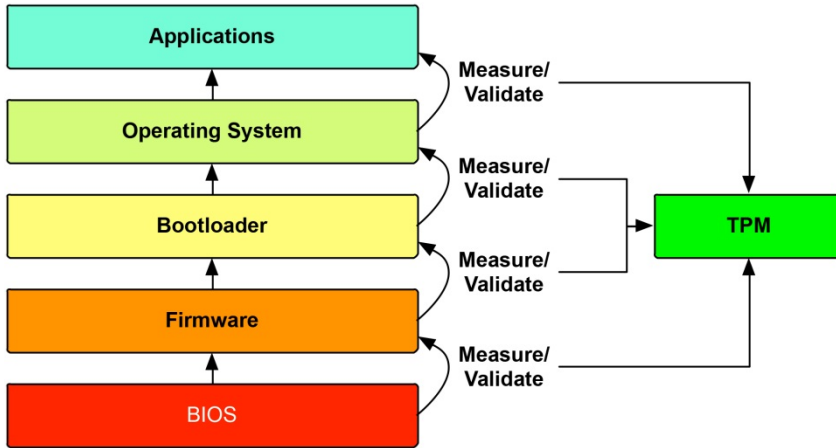 Applications
Measure/
Validate
Operating System
Measure/
Validate
Bootloader
TPM
Measure/
Validate
Firmware
Measure/
Validate
BIOS